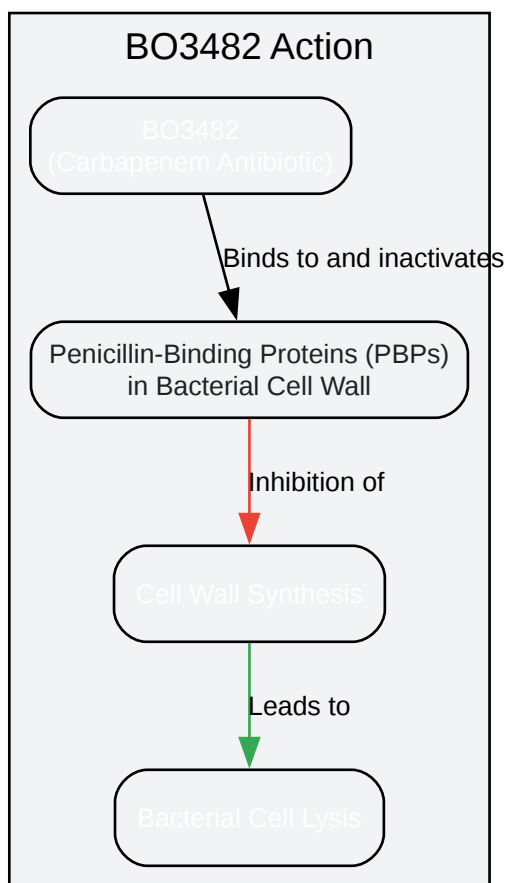 BO3482 Action
BO3482
(Carbapenem Antibiotic)
Binds to and inactivates
Penicillin-Binding Proteins (PBPs)
in Bacterial Cell Wall
Inhibition of
Cell Wall Synthesis
Leads to
Bacterial Cell Lysis